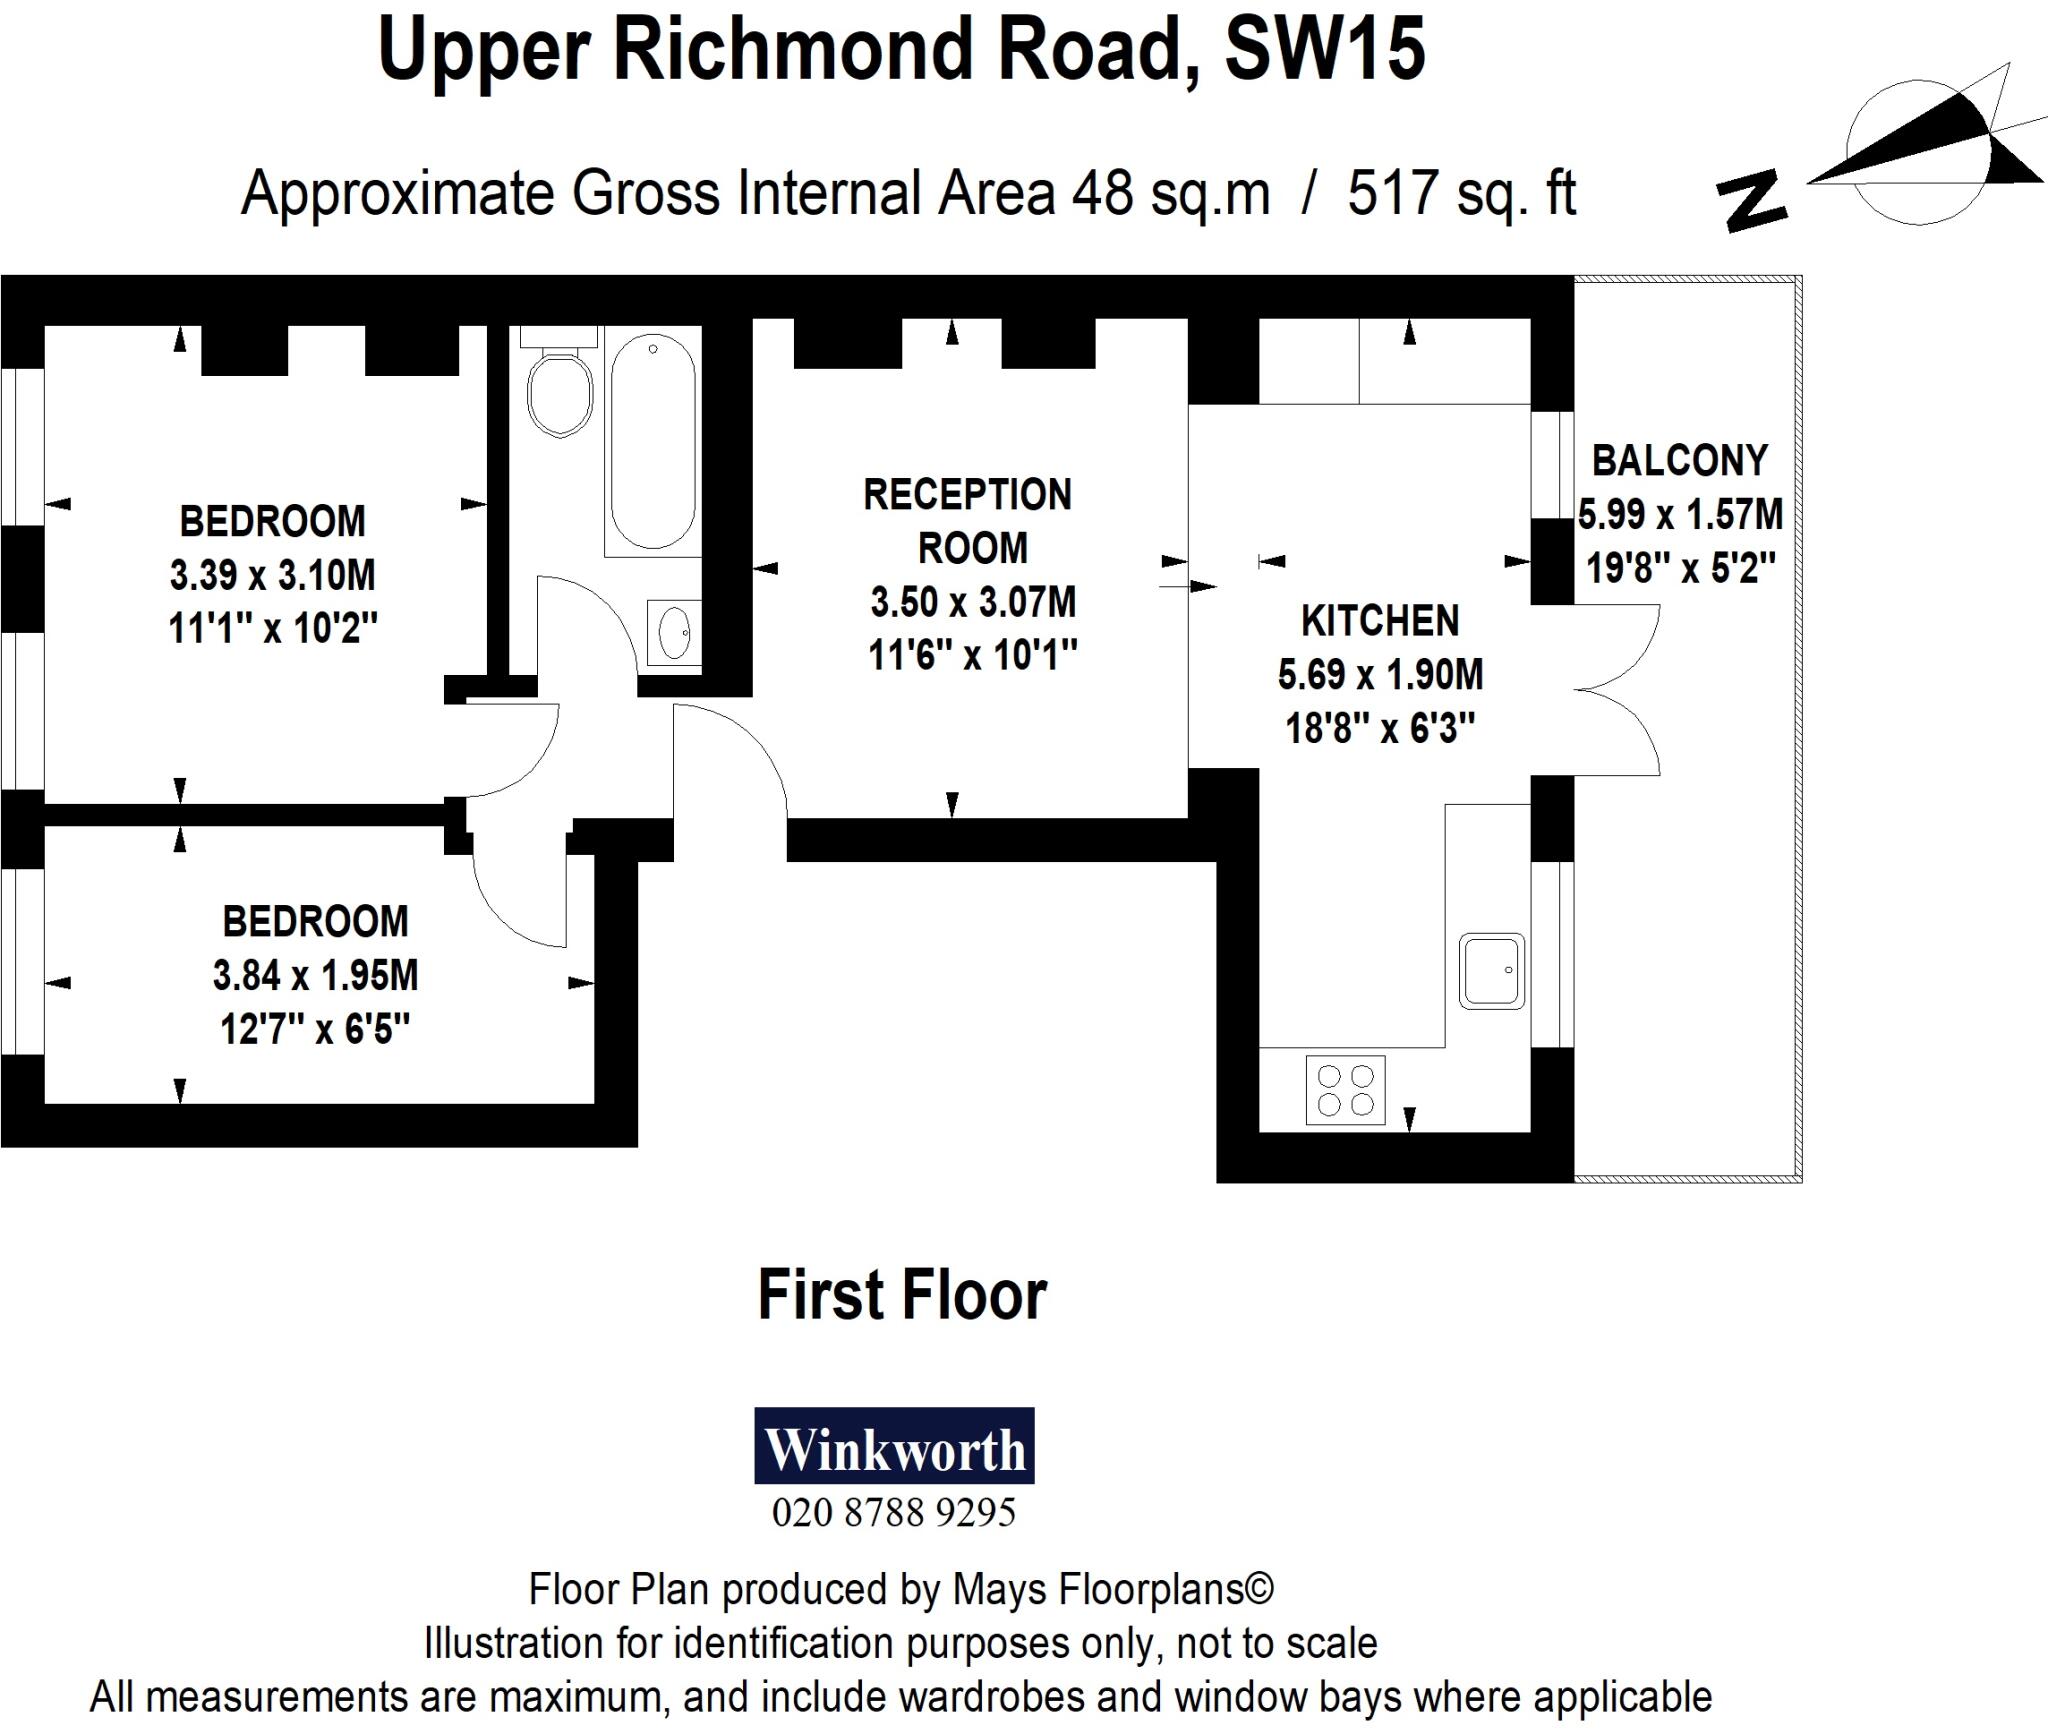 Upper Richmond Road, SW15
Approximate Gross Internal Area 48 sq.m / 517 sq. ft
N
BEDROOM
3.39 x 3.10M
11'1" x 10'2"
RECEPTION
ROOM
3.50 x 3.07M
11'6" x 10'1"
KITCHEN
5.69 x 1.90M
18'8" x 6'3"
BALCONY
5.99 x 1.57M
19'8" x 5'2"
BEDROOM
3.84 x 1.95M
12'7" x 6'5"
First Floor
Winkworth
020 8788 9295
Floor Plan produced by Mays Floorplans©
Illustration for identification purposes only, not to scale
All measurements are maximum, and include wardrobes and window bays where applicable